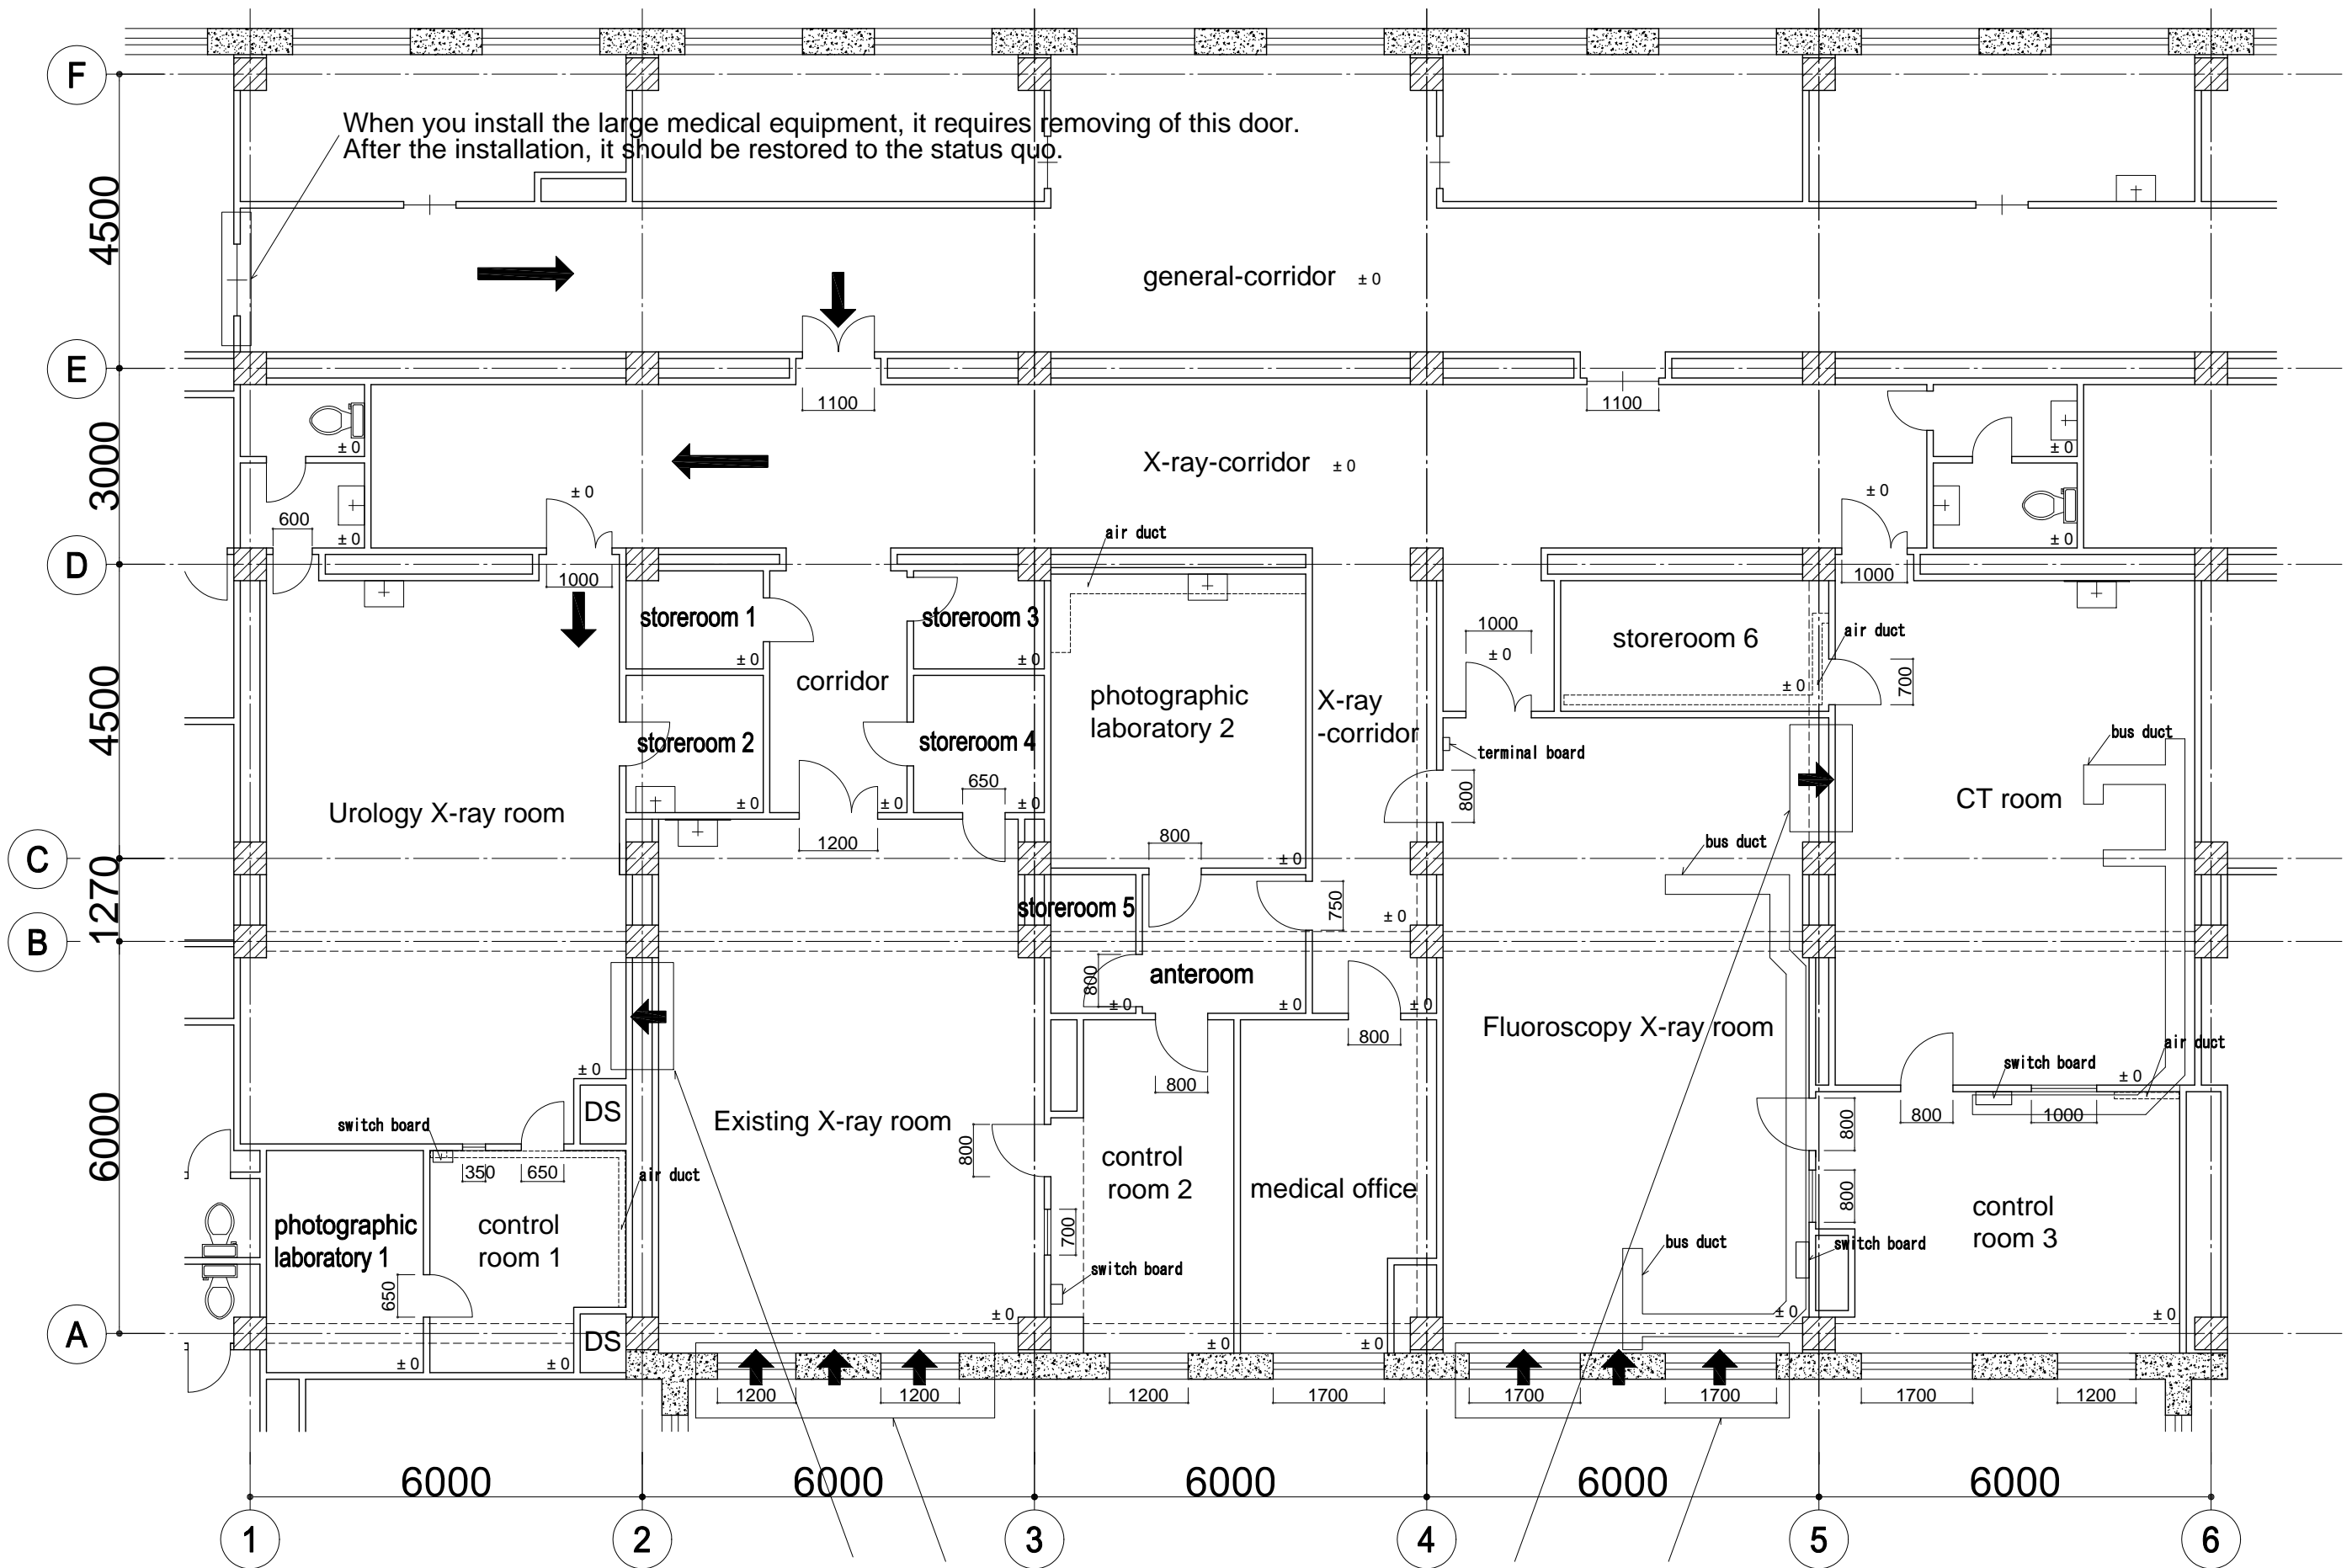 F
When you install the large medical equipment, it requires removing of this door.
After the installation, it should be restored to the status quo.
4500
general-corridor ± 0
E
1100
1100
3000
± 0
± 0
X-ray-corridor ± 0
± 0
± 0
600
± 0
air duct
± 0
D
1000
1000
storeroom 1
storeroom 3
1000
storeroom 6
air duct
± 0
± 0
± 0
± 0
700
4500
corridor
photographic
laboratory 2
X-ray
-corridor
storeroom 2
storeroom 4
terminal board
bus duct
650
800
± 0
± 0
± 0
Urology X-ray room
CT room
1200
800
bus duct
C
± 0
1270
storeroom 5
750
± 0
B
800
anteroom
± 0
± 0
± 0
Fluoroscopy X-ray room
800
air duct
switch board
± 0
± 0
800
6000
DS
Existing X-ray room
800
800
1000
switch board
800
350
650
air duct
control
room 2
medical office
800
photographic
laboratory 1
control
room 1
700
control
room 3
bus duct
switch board
switch board
650
± 0
± 0
± 0
A
DS
± 0
± 0
± 0
± 0
1200
1200
1200
1700
1700
1700
1700
1200
6000
6000
6000
6000
6000
1
2
3
4
5
6